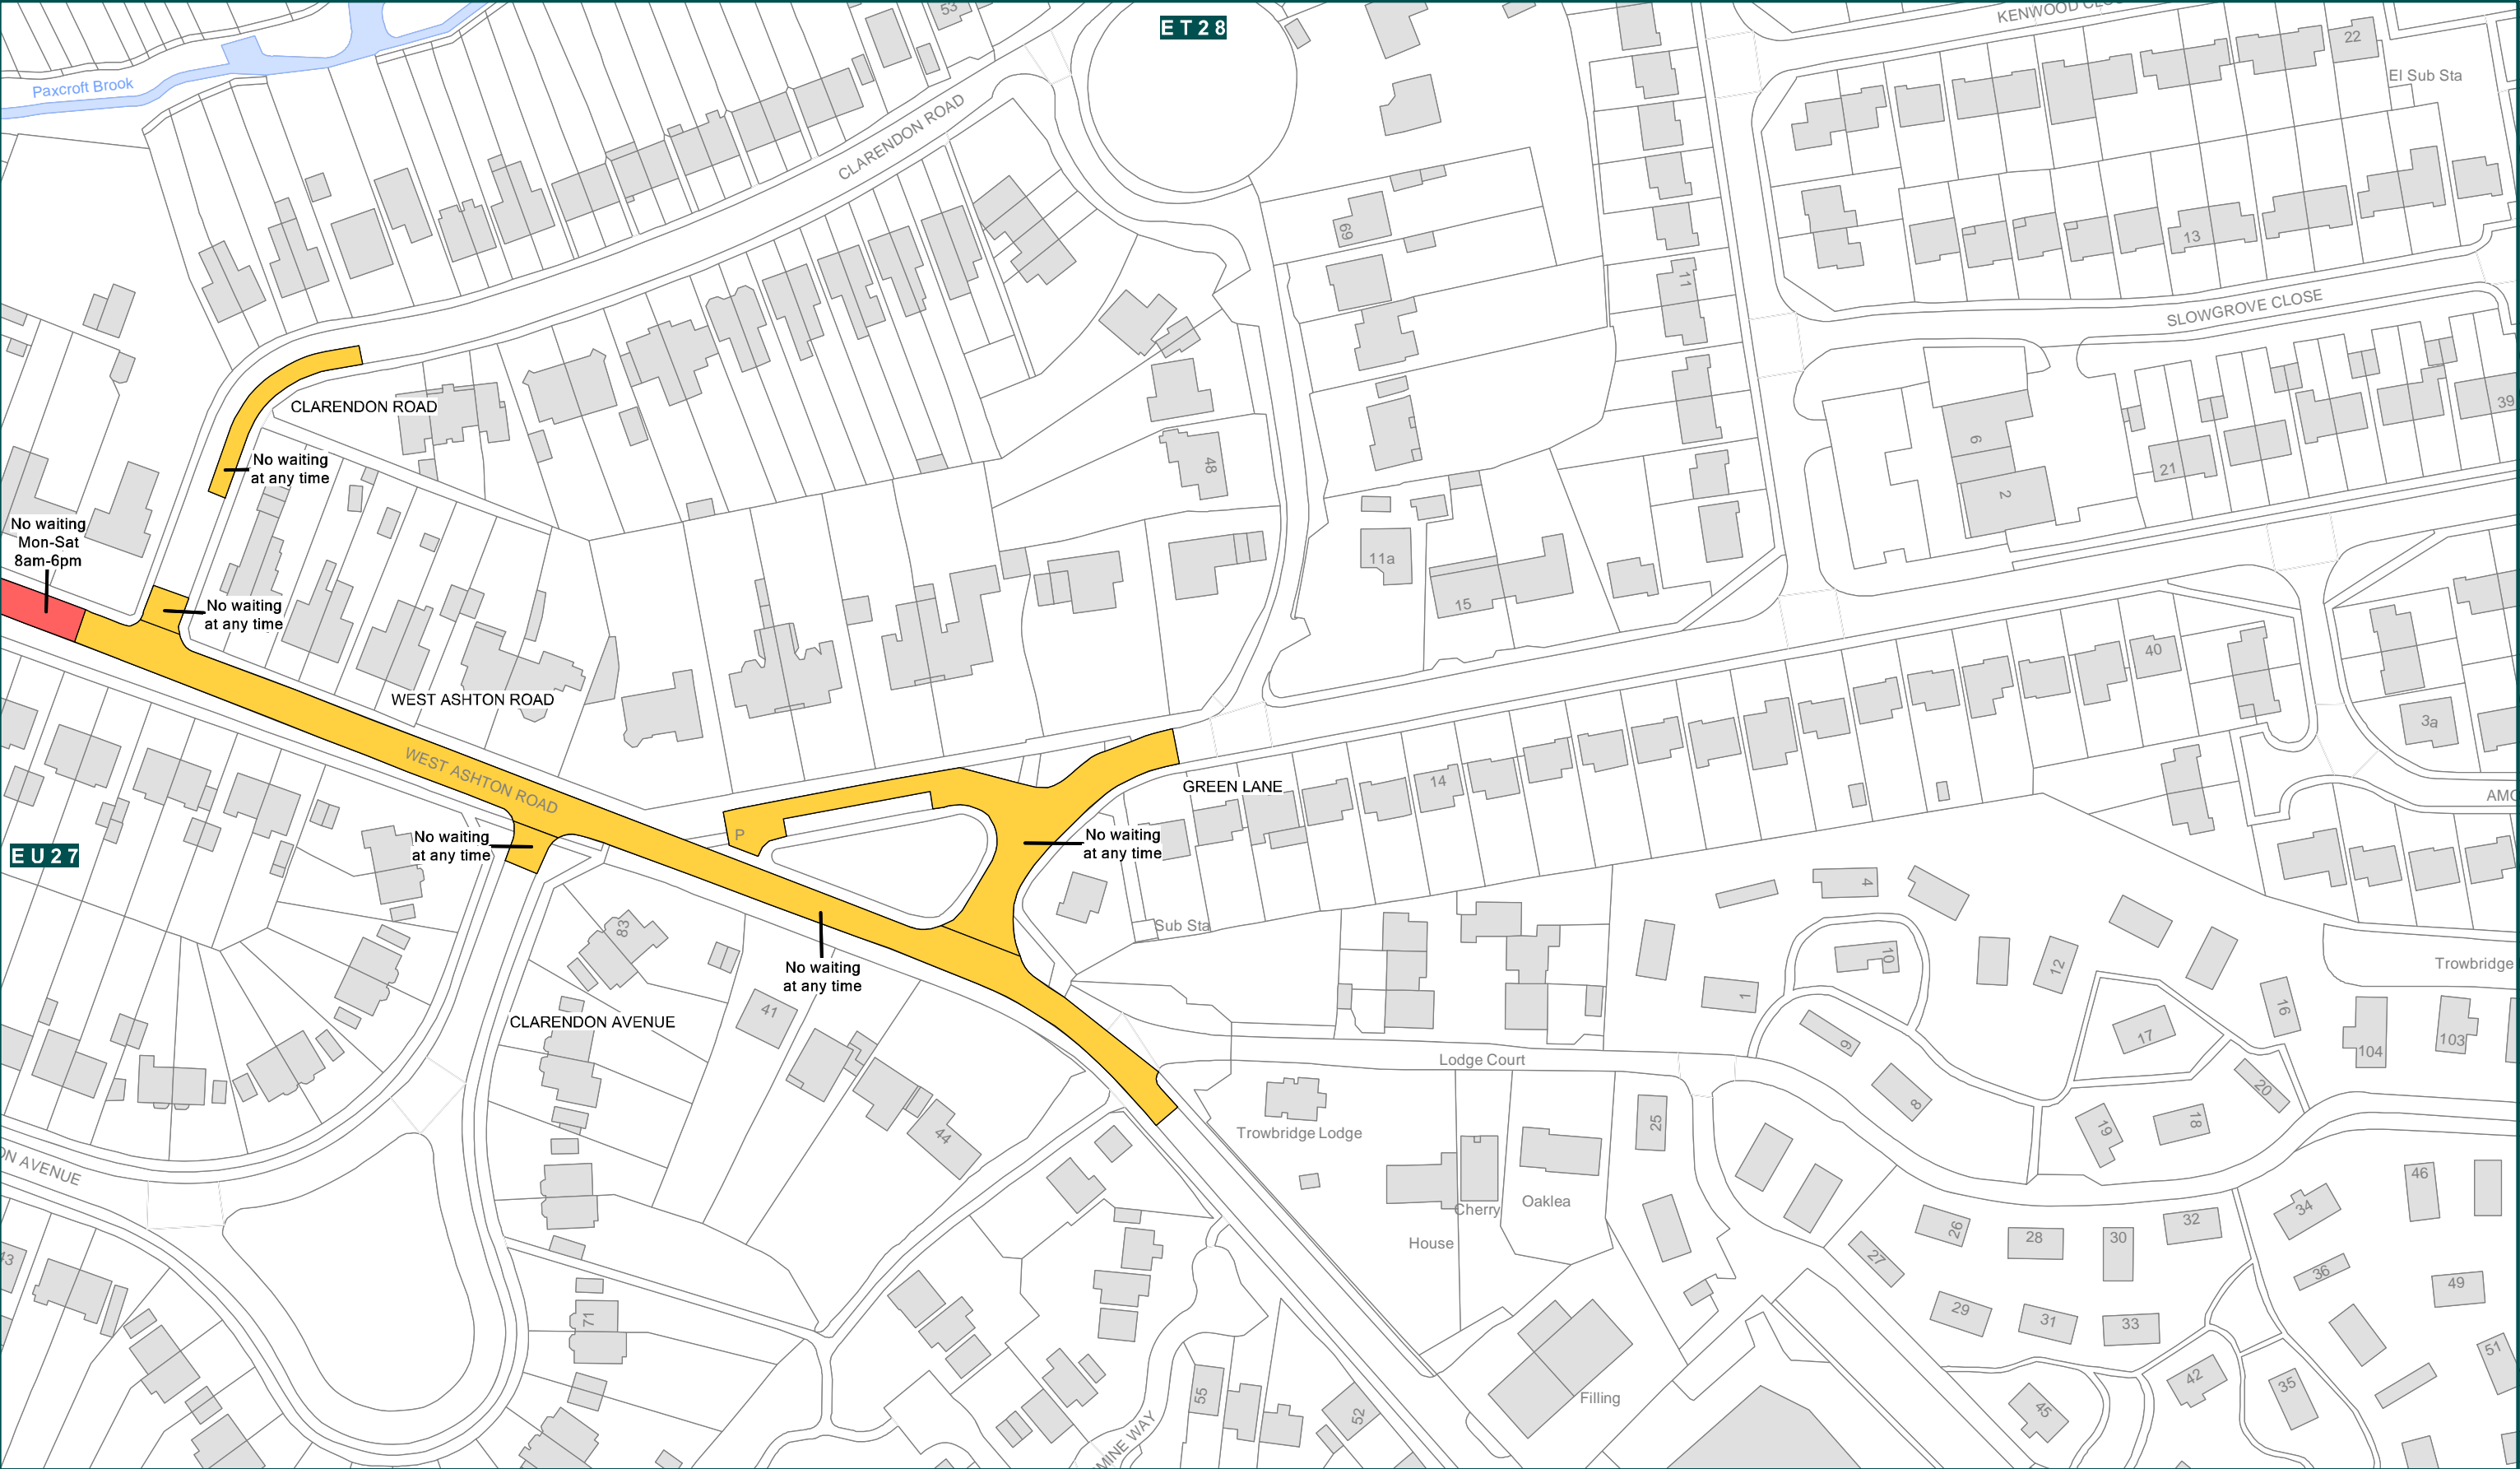 53
ET28
KENWOOD
22
El Sub Sta
Paxcroft Brook
CLARENDON ROAD
69
13
11
SLOWGROVE CLOSE
CLARENDON ROAD
39
6
21
2
48
No waiting
at any time
No waiting
Mon-Sat
8am-6pm
11a
15
No waiting
at any time
40
3a
WEST ASHTON ROAD
WEST ASHTON ROAD
GREEN LANE
14
P
No waiting
at any time
No waiting
at any time
EU27
4
83
Sub Sta
10
12
Trowbridge
No waiting
at any time
1
16
41
CLARENDON AVENUE
17
9
104
103
Lodge Court
20
8
44
25
18
19
Trowbridge Lodge
ON AVENUE
46
Oaklea
Cherry
34
32
26
28
30
House
27
43
36
49
29
31
33
71
51
42
35
55
Filling
45
52
MINE WAY